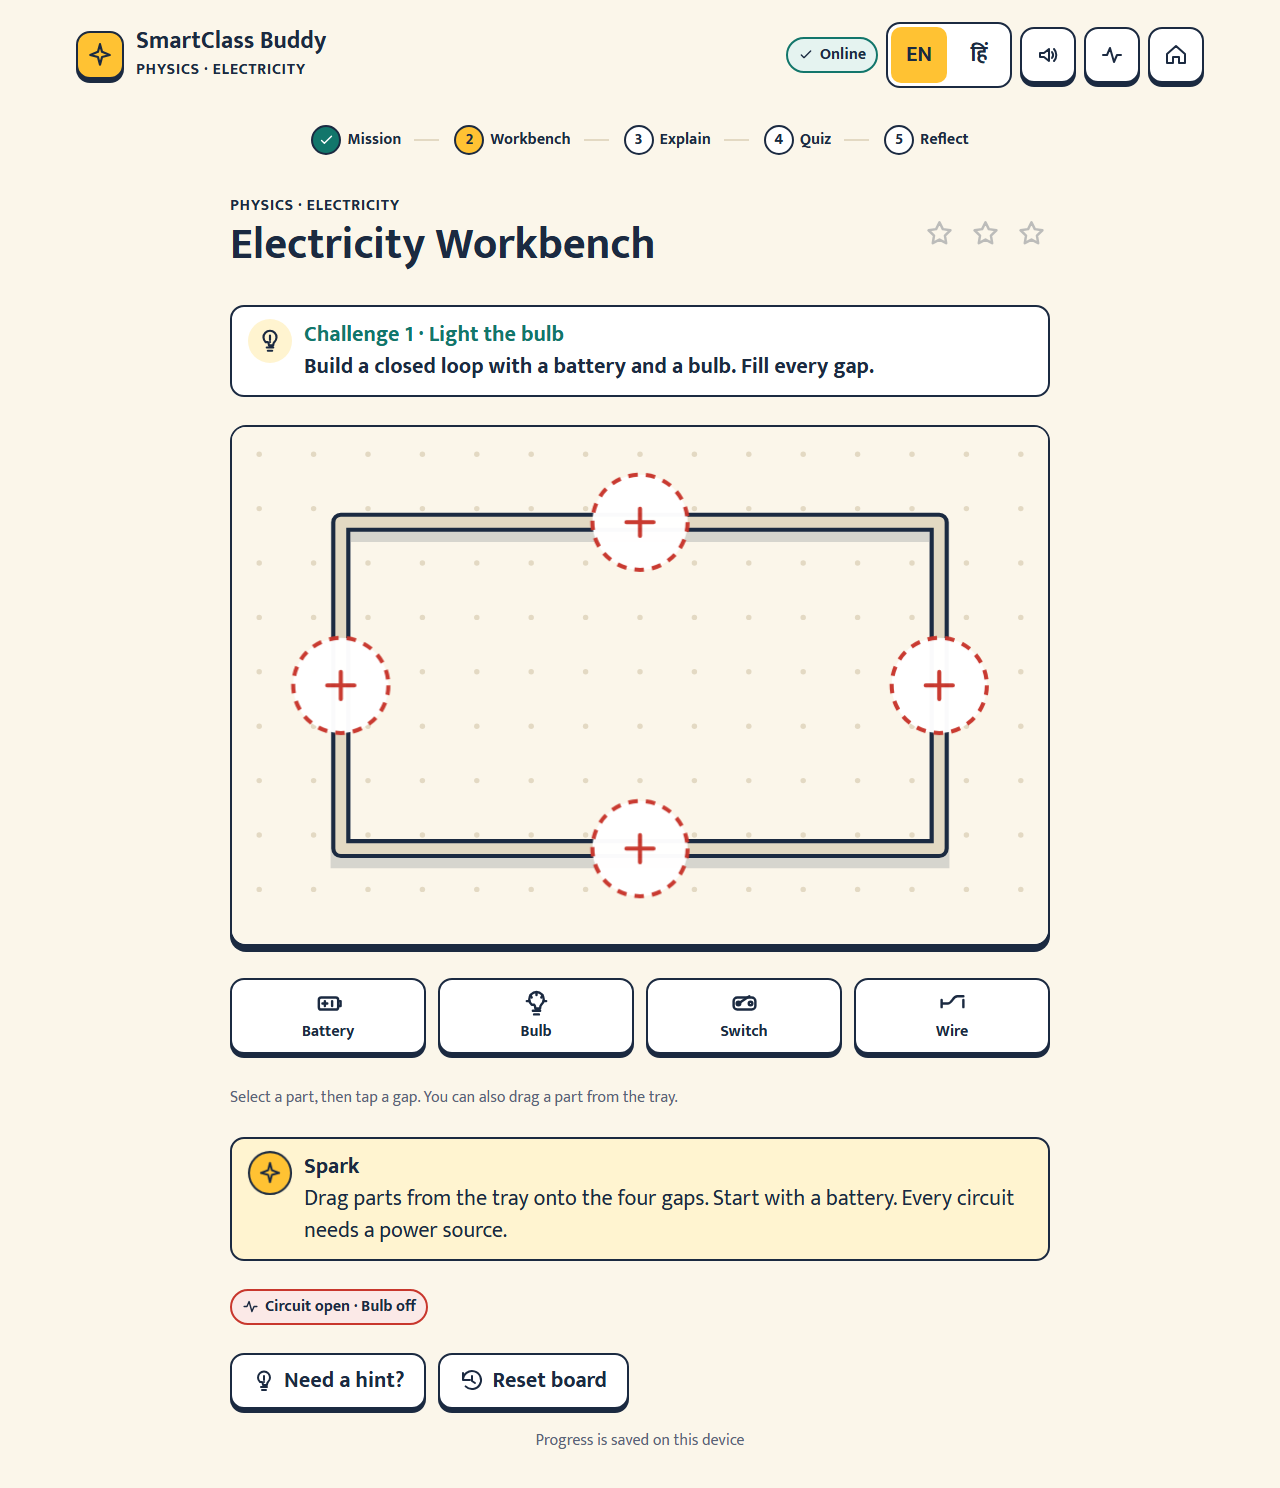 SmartClass Buddy
PHYSICS · ELECTRICITY
Online
EN
हिं
Mission
2 Workbench
3 Explain
4 Quiz
5 Reflect
PHYSICS · ELECTRICITY
Electricity Workbench
Challenge 1 · Light the bulb
Build a closed loop with a battery and a bulb. Fill every gap.
Battery
Bulb
Switch
Wire
Select a part, then tap a gap. You can also drag a part from the tray.
Spark
Drag parts from the tray onto the four gaps. Start with a battery. Every circuit
needs a power source.
Circuit open · Bulb off
Need a hint?
Reset board
Progress is saved on this device